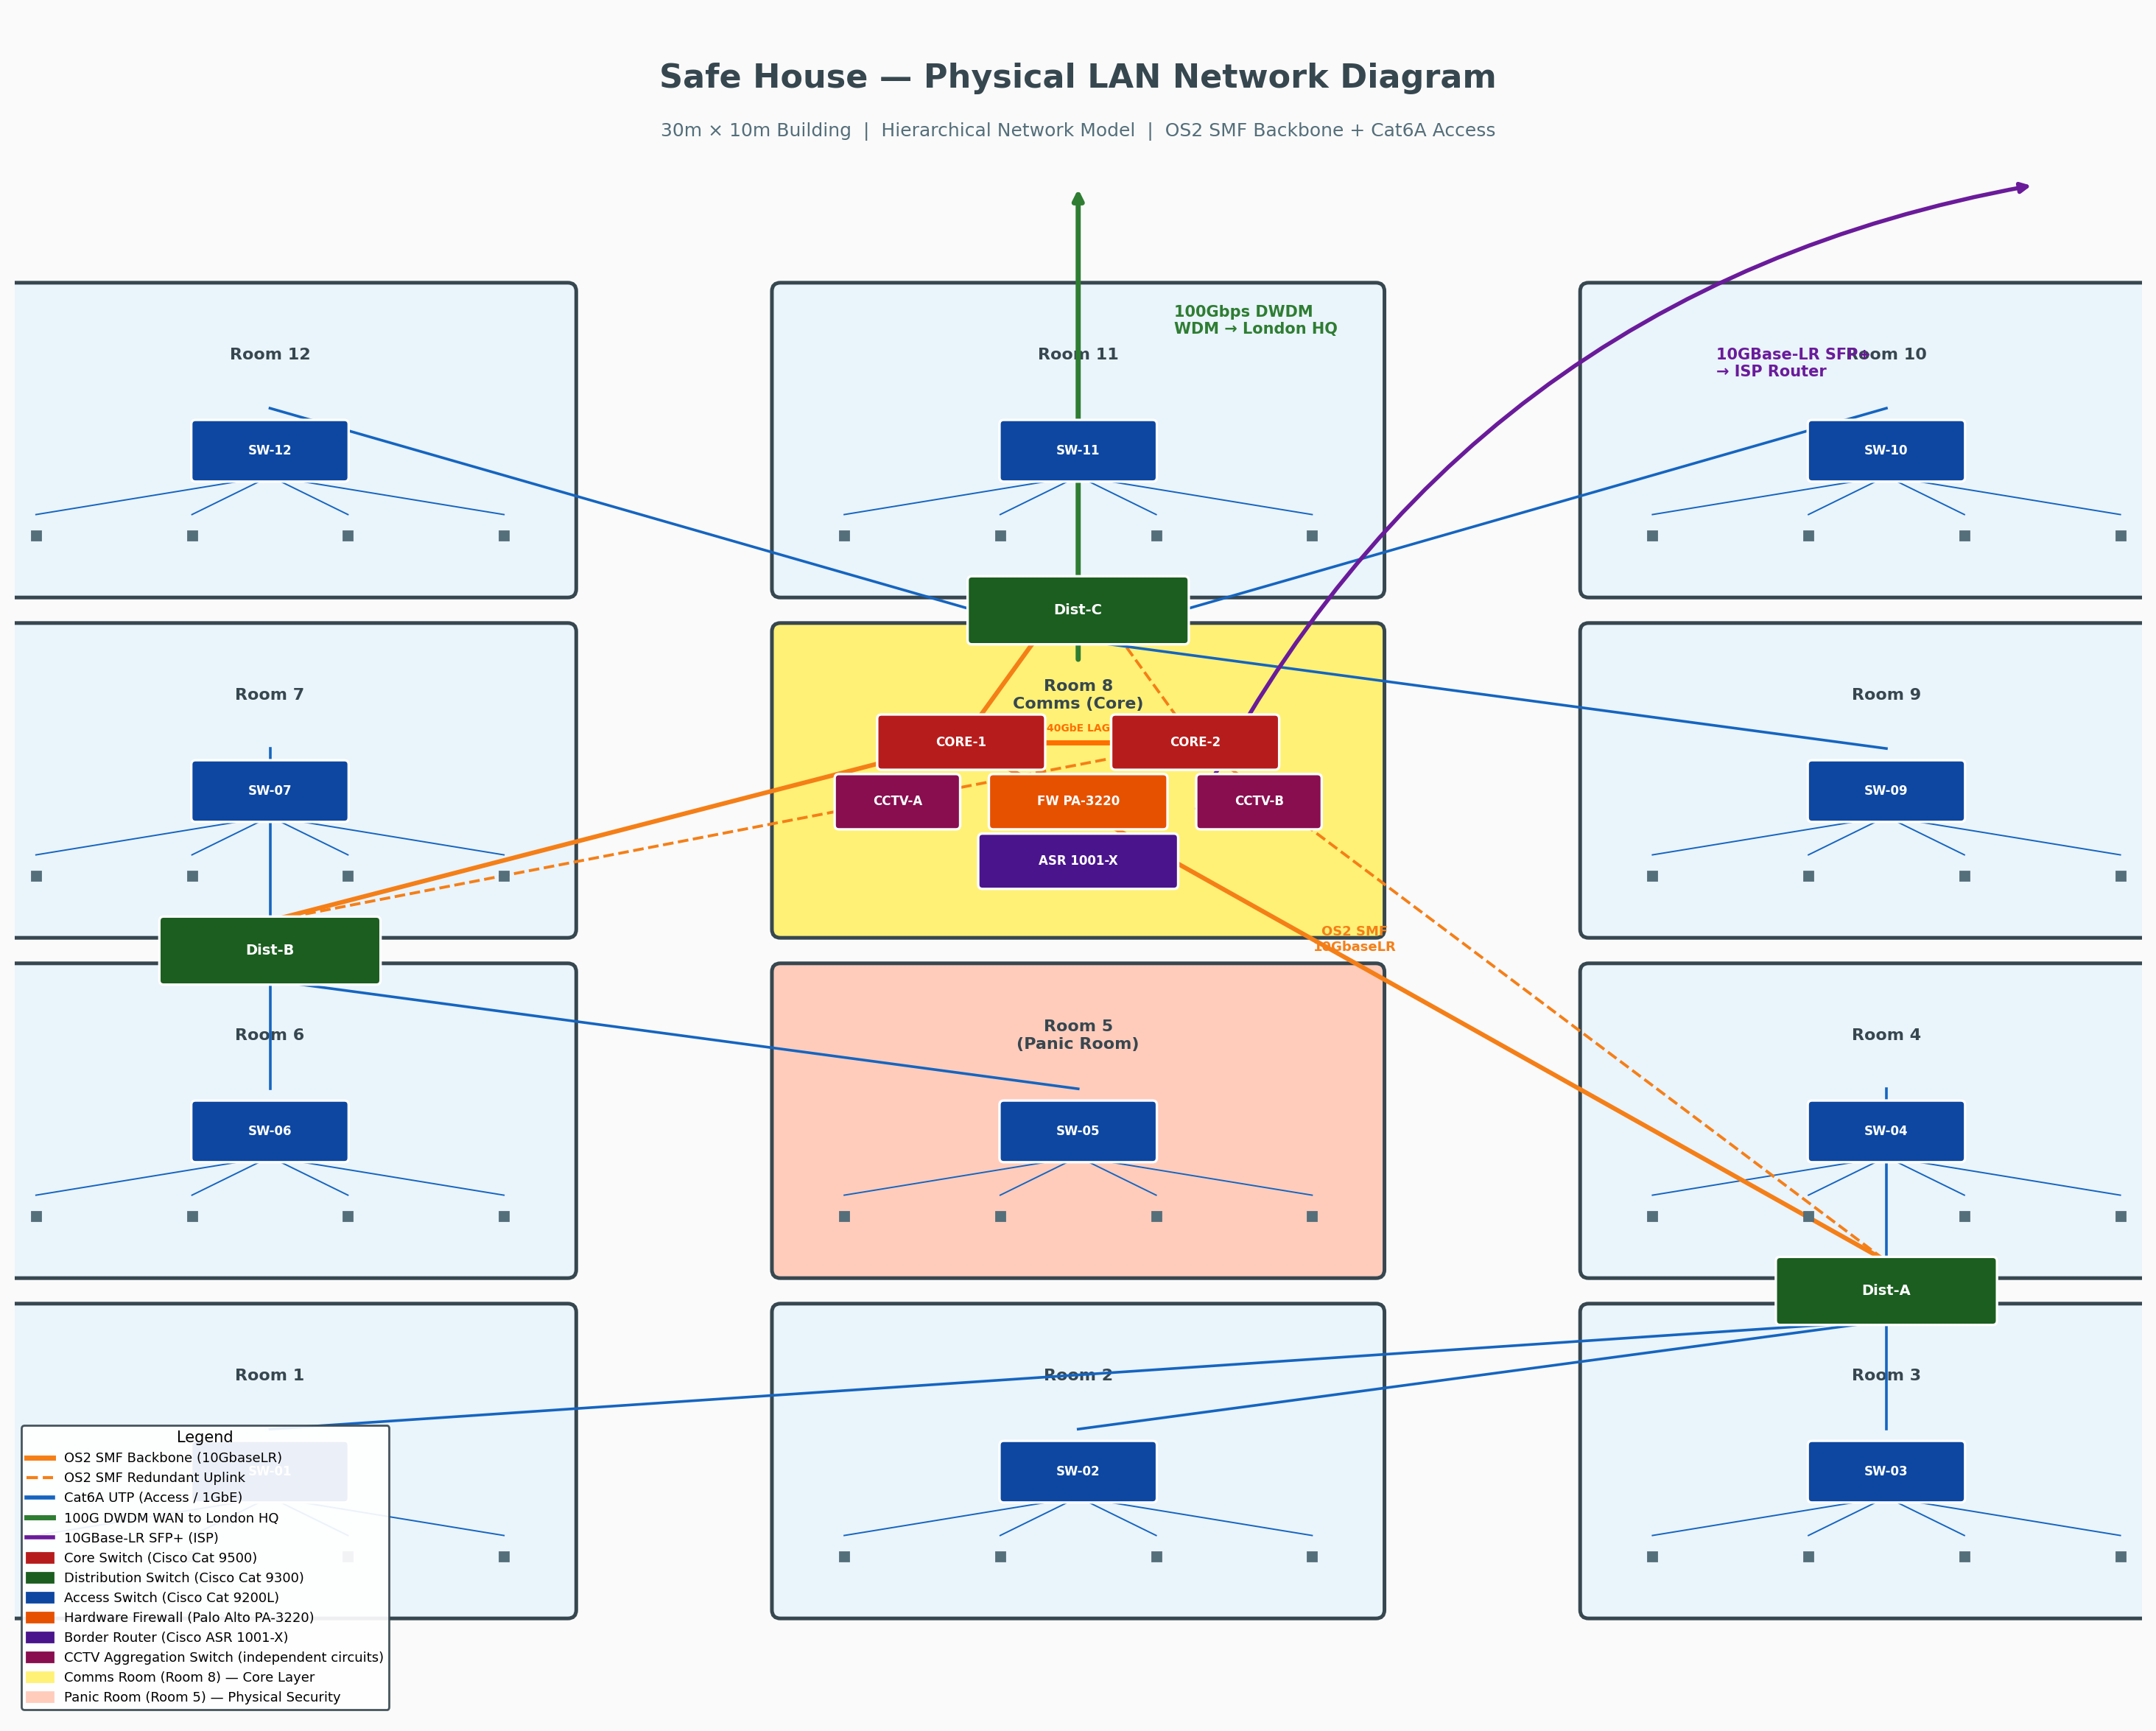 Safe House — Physical LAN Network Diagram
30m × 10m Building | Hierarchical Network Model | OS2 SMF Backbone + Cat6A Access
100Gbps DWDM
WDM → London HQ
Room 12
Room 11
10GBase-LR SFP+
→ ISP Router
Room 10
SW-12
SW-11
SW-10
Dist-C
Room 7
Room 8
Comms (Core)
Room 9
40GbE LAG
CORE-1
CORE-2
SW-07
CCTV-A
FW PA-3220
CCTV-B
SW-09
ASR 1001-X
OS2 SMF
10GbaseLR
Dist-B
Room 6
Room 5
(Panic Room)
Room 4
SW-06
SW-05
SW-04
Dist-A
Room 1
Room 2
Room 3
SW-01
SW-02
SW-03
Legend
OS2 SMF Backbone (10GbaseLR)
OS2 SMF Redundant Uplink
Cat6A UTP (Access / 1GbE)
100G DWDM WAN to London HQ
10GBase-LR SFP+ (ISP)
Core Switch (Cisco Cat 9500)
Distribution Switch (Cisco Cat 9300)
Access Switch (Cisco Cat 9200L)
Hardware Firewall (Palo Alto PA-3220)
Border Router (Cisco ASR 1001-X)
CCTV Aggregation Switch (independent circuits)
Comms Room (Room 8) — Core Layer
Panic Room (Room 5) — Physical Security